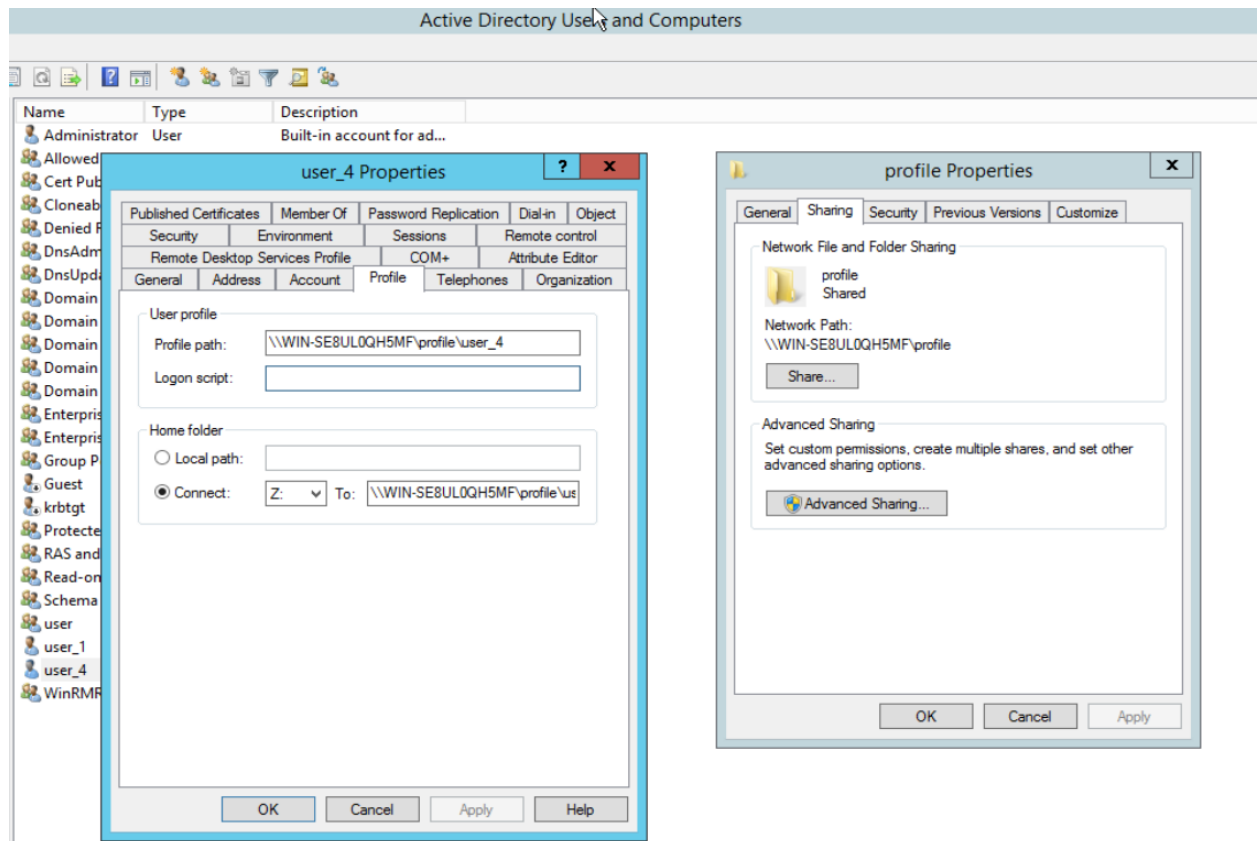 Active Directory Users and Computers
Name Type Description
Administrator User Built-in account for ad...
Allowed
Cert Pub
Cloneab
Denied R
DnsAdm
DnsUpda
Domain
Domain
Domain
Domain
Domain
Enterpris
Enterpris
Group P
Guest
krbtgt
Protecte
RAS and
Read-on
Schema
user
user_1
user_4
WinRMR
user_4 Properties
? x
Published Certificates Member Of Password Replication Dial-in Object
Security Environment Sessions Remote control
Remote Desktop Services Profile COM+ Attribute Editor
General Address Account Profile Telephones Organization
User profile
Profile path: \\WIN-SE8UL0QH5MF\profile\user_4
Logon script:
Home folder
Local path:
Connect: Z: To: \\WIN-SE8UL0QH5MF\profile\us
OK Cancel Apply Help
profile Properties
x
General Sharing Security Previous Versions Customize
Network File and Folder Sharing
profile
Shared
Network Path:
\\WIN-SE8UL0QH5MF\profile
Share...
Advanced Sharing
Set custom permissions, create multiple shares, and set other
advanced sharing options.
Advanced Sharing...
OK Cancel Apply